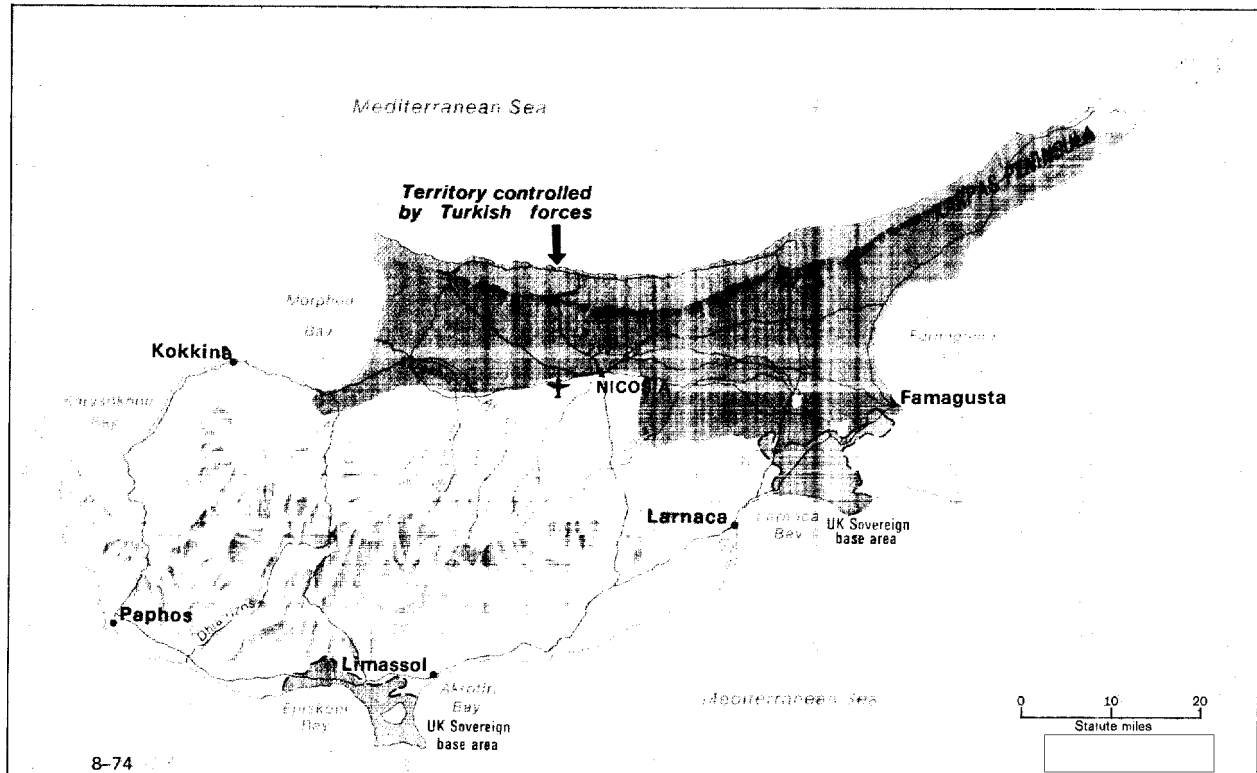 Mediterranean Sea
Territory controlled
by Turkish forces
KARPAS PENINSULA
Morphou
Bay
Kokkina
NICOSIA
Famagusta
Bay
Larnaca
Larnaca
Bay
UK Sovereign
base area
Paphos
Limassol
Akrotiri
Bay
Episkopi
Bay
UK Sovereign
base area
Mediterranean Sea
0 10 20
Statute miles
8-74